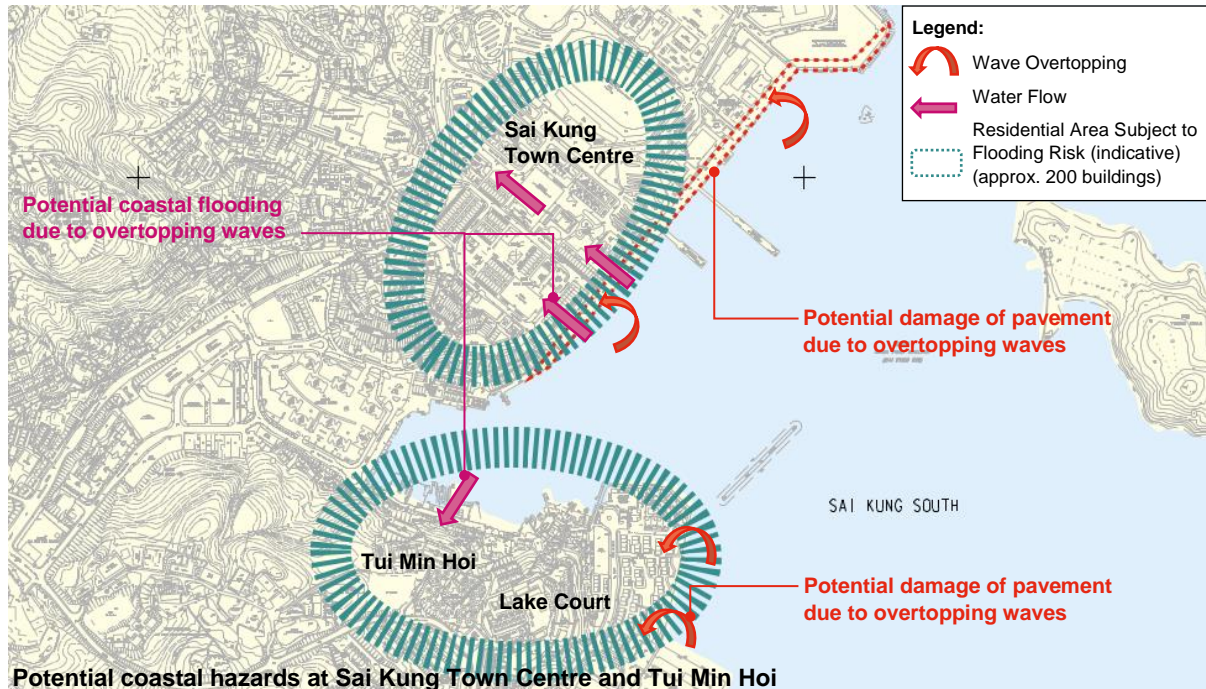 Legend:
Wave Overtopping
Water Flow
Residential Area Subject to
Flooding Risk (indicative)
(approx. 200 buildings)
Sai Kung
Town Centre
Potential coastal flooding
due to overtopping waves
Potential damage of pavement
due to overtopping waves
SAI KUNG SOUTH
Tui Min Hoi
Lake Court
Potential damage of pavement
due to overtopping waves
Potential coastal hazards at Sai Kung Town Centre and Tui Min Hoi